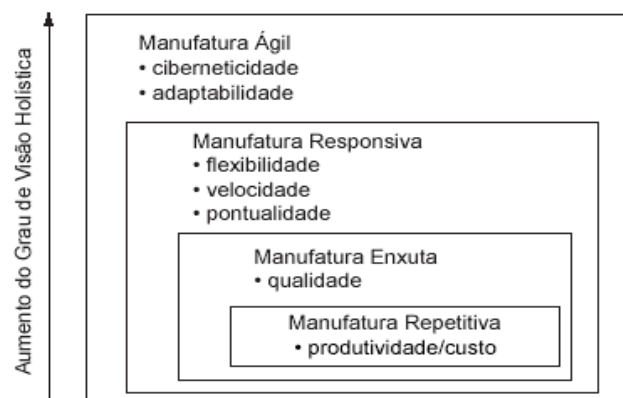 Aumento do Grau de Visão Holística
Manufatura Ágil
• ciberneticidade
• adaptabilidade
Manufatura Responsiva
• flexibilidade
• velocidade
• pontualidade
Manufatura Enxuta
• qualidade
Manufatura Repetitiva
• produtividade/custo